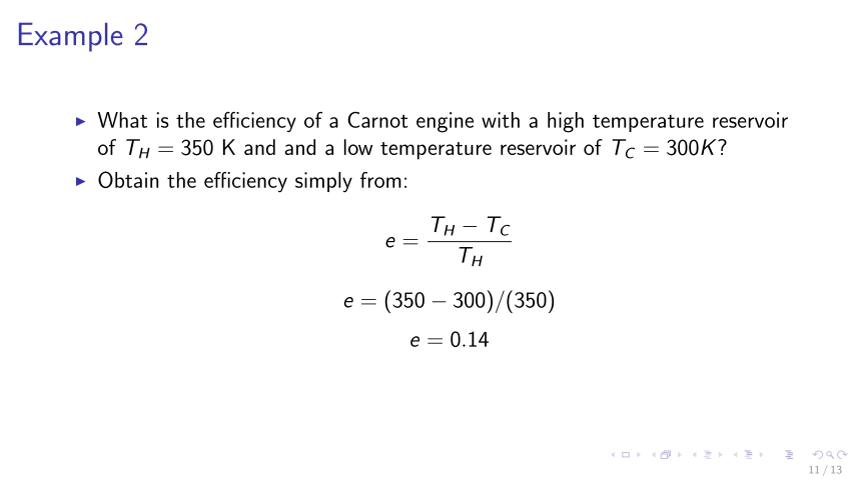 Example 2
▶ What is the efficiency of a Carnot engine with a high temperature reservoir
of T_H = 350 K and and a low temperature reservoir of T_C = 300K?
▶ Obtain the efficiency simply from:
e = (T_H − T_C) / T_H
e = (350 − 300)/(350)
e = 0.14
11 / 13